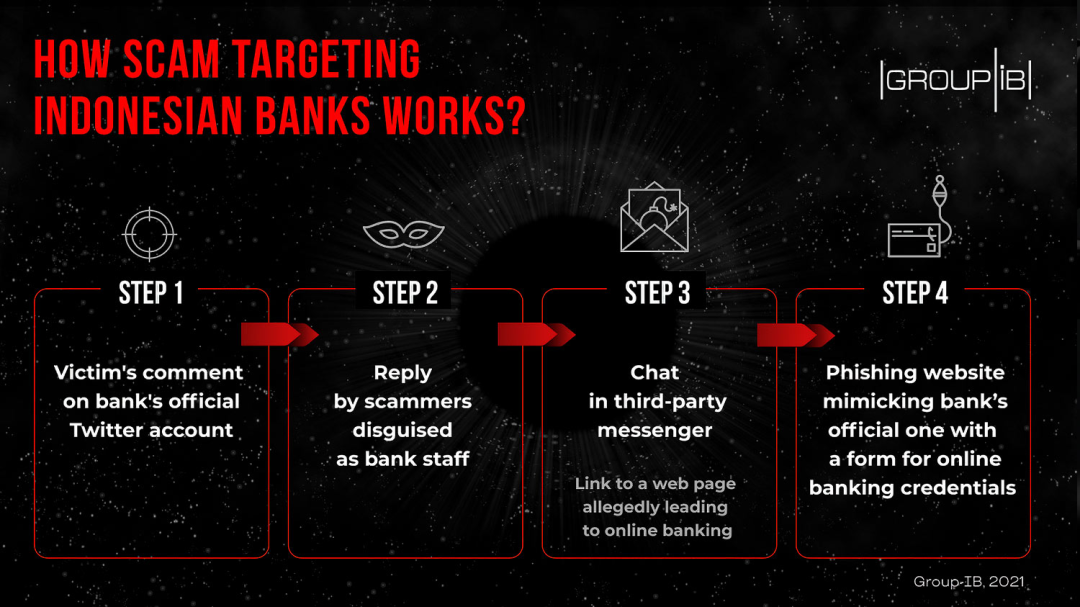 HOW SCAM TARGETING
INDONESIAN BANKS WORKS?
GROUP iB
STEP 1
Victim's comment
on bank's official
Twitter account
STEP 2
Reply
by scammers
disguised
as bank staff
STEP 3
Chat
in third-party
messenger
Link to a web page
allegedly leading
to online banking
STEP 4
Phishing website
mimicking bank’s
official one with
a form for online
banking credentials
Group-IB, 2021